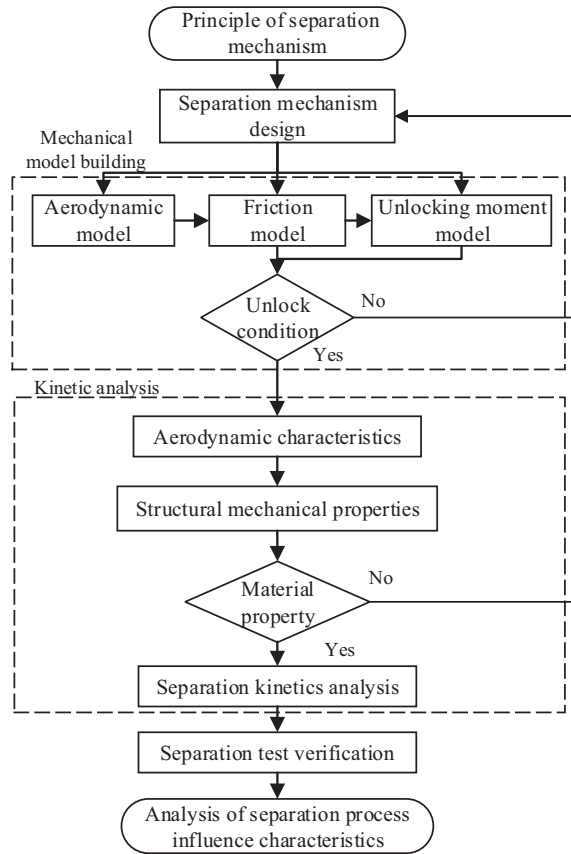 Principle of separation
mechanism
Separation mechanism
design
Mechanical
model building
Aerodynamic
model
Friction
model
Unlocking moment
model
Unlock
condition
No
Yes
Kinetic analysis
Aerodynamic characteristics
Structural mechanical properties
Material
property
No
Yes
Separation kinetics analysis
Separation test verification
Analysis of separation process
influence characteristics